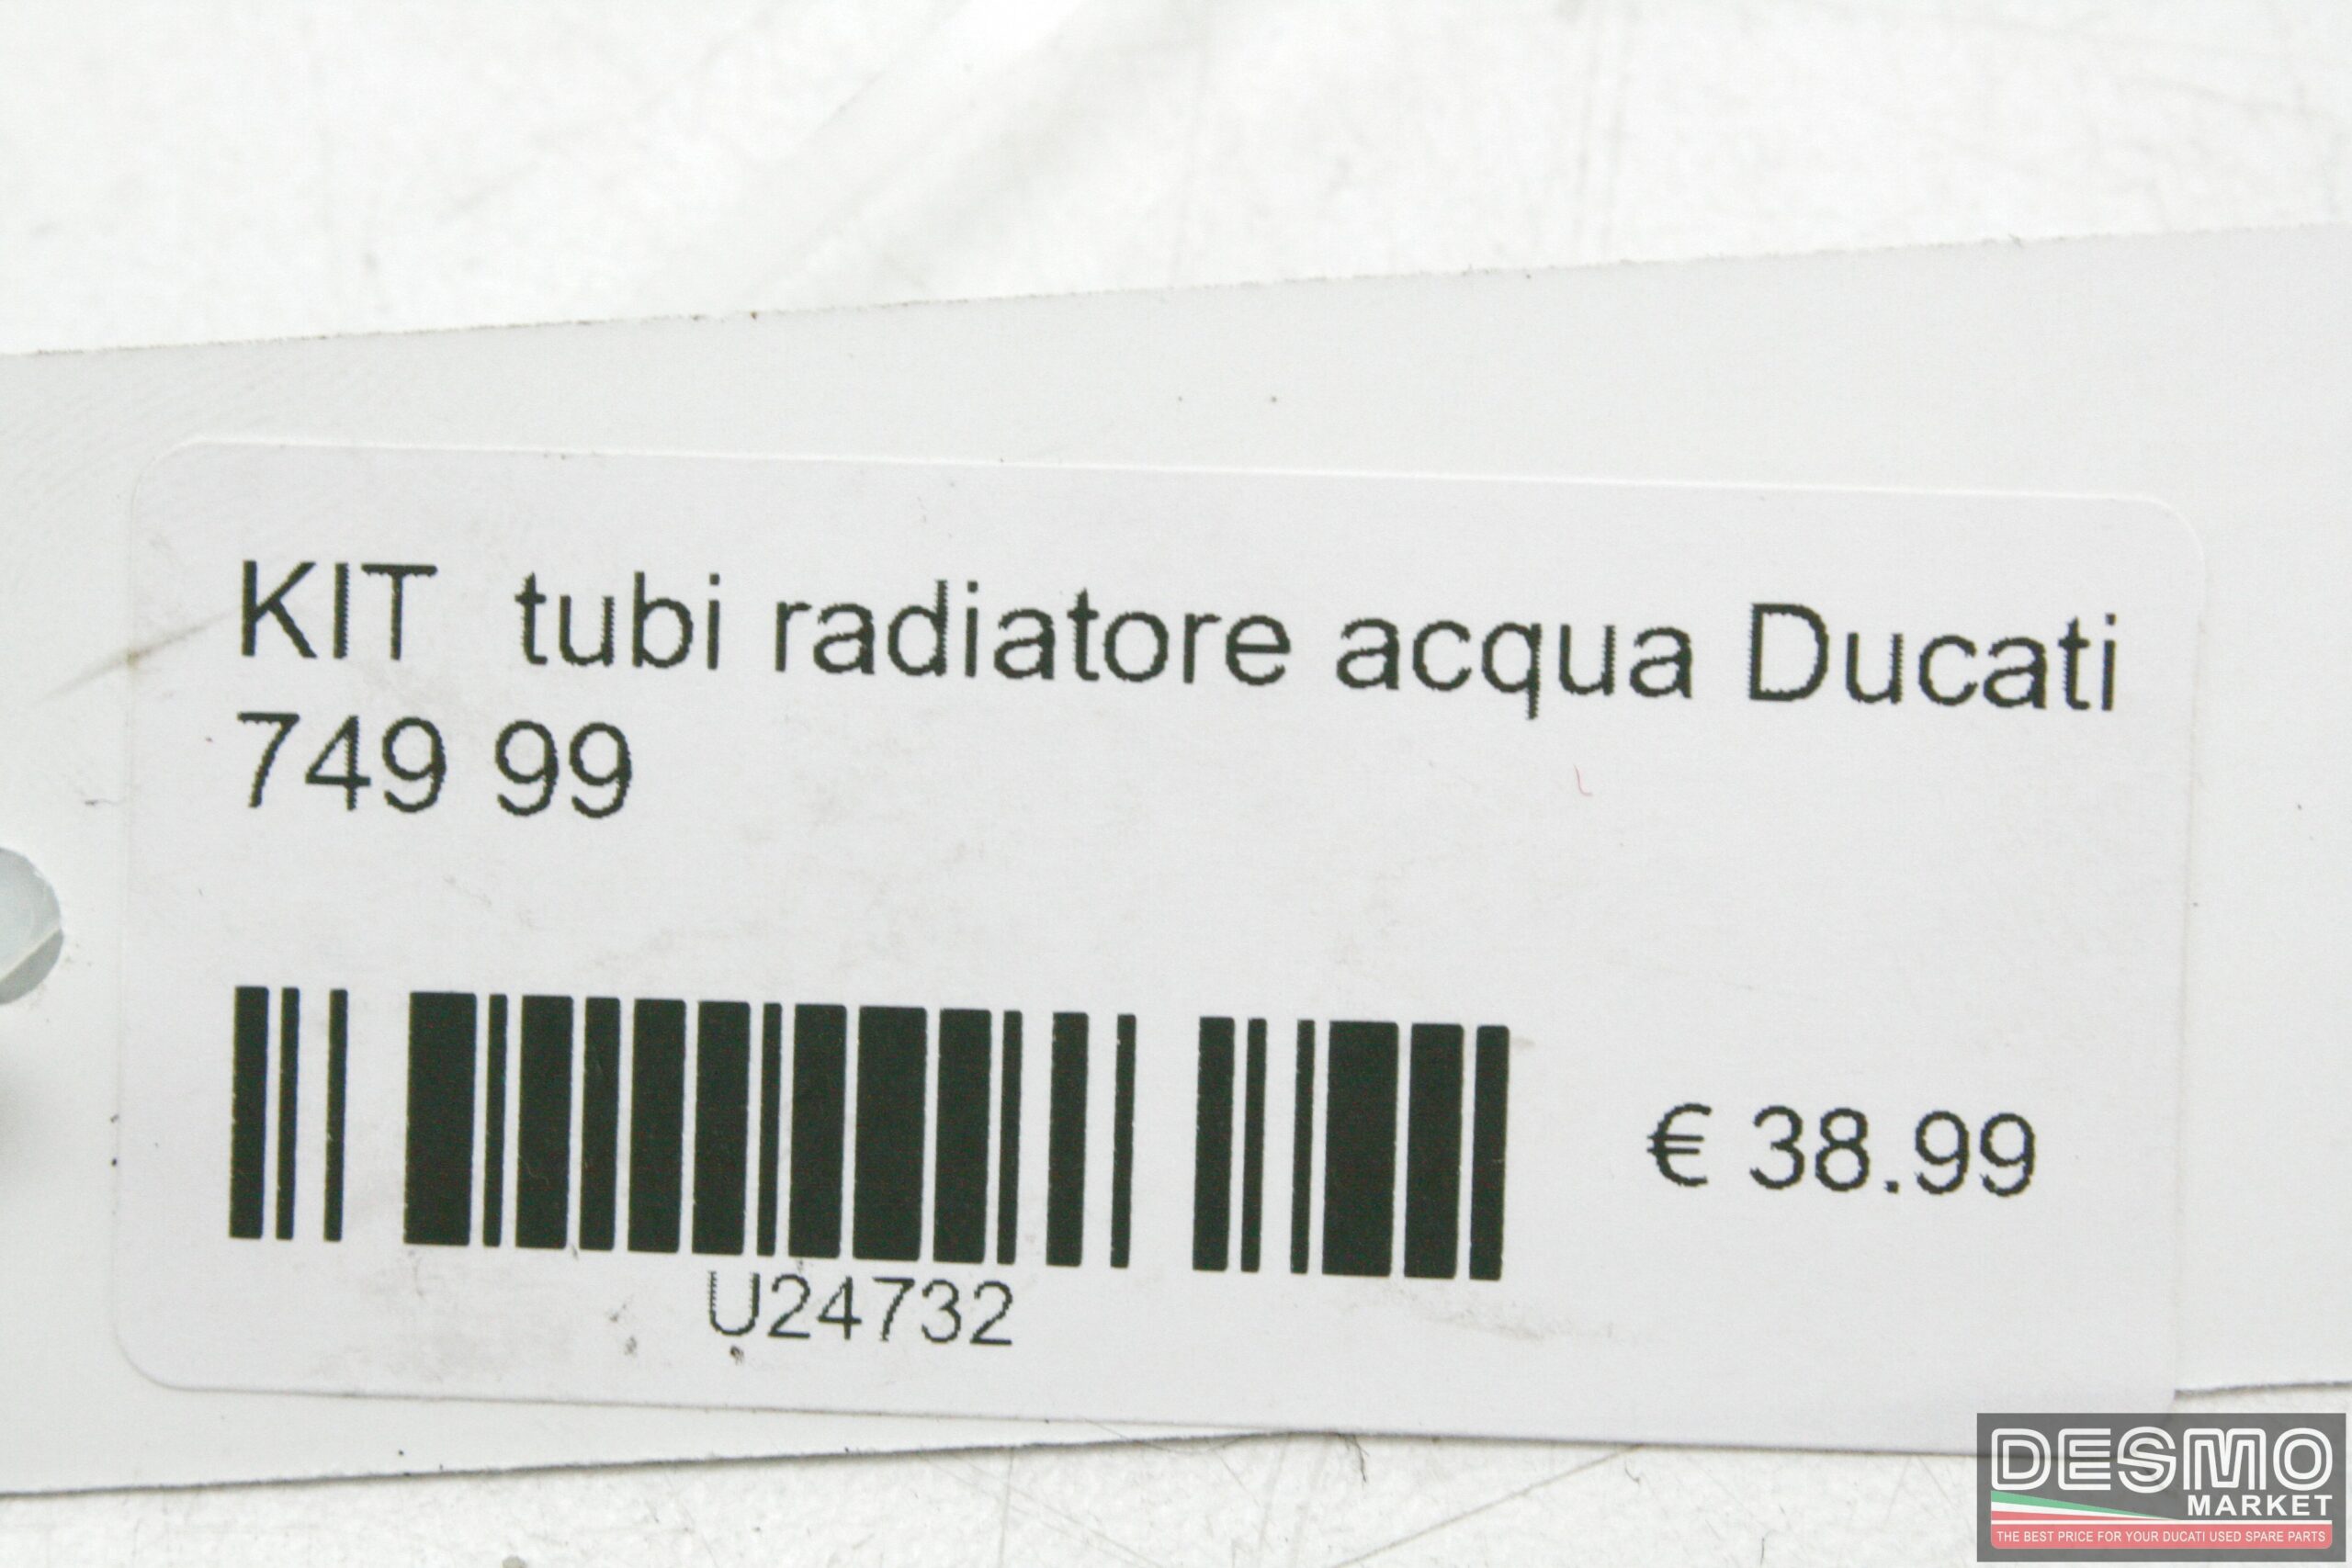 KIT  tubi radiatore acqua Ducati
749 99
€ 38.99
U24732
DESMO
MARKET
THE BEST PRICE FOR YOUR DUCATI USED SPARE PARTS